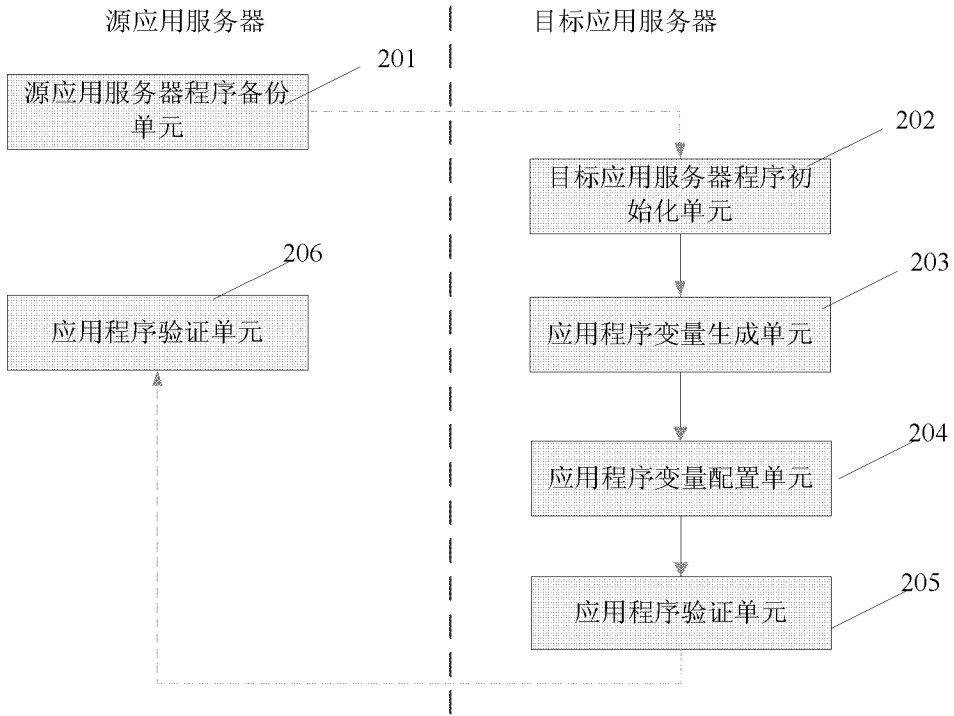 源应用服务器
目标应用服务器
201
源应用服务器程序备份
单元
202
目标应用服务器程序初
始化单元
206
203
应用程序验证单元
应用程序变量生成单元
204
应用程序变量配置单元
205
应用程序验证单元